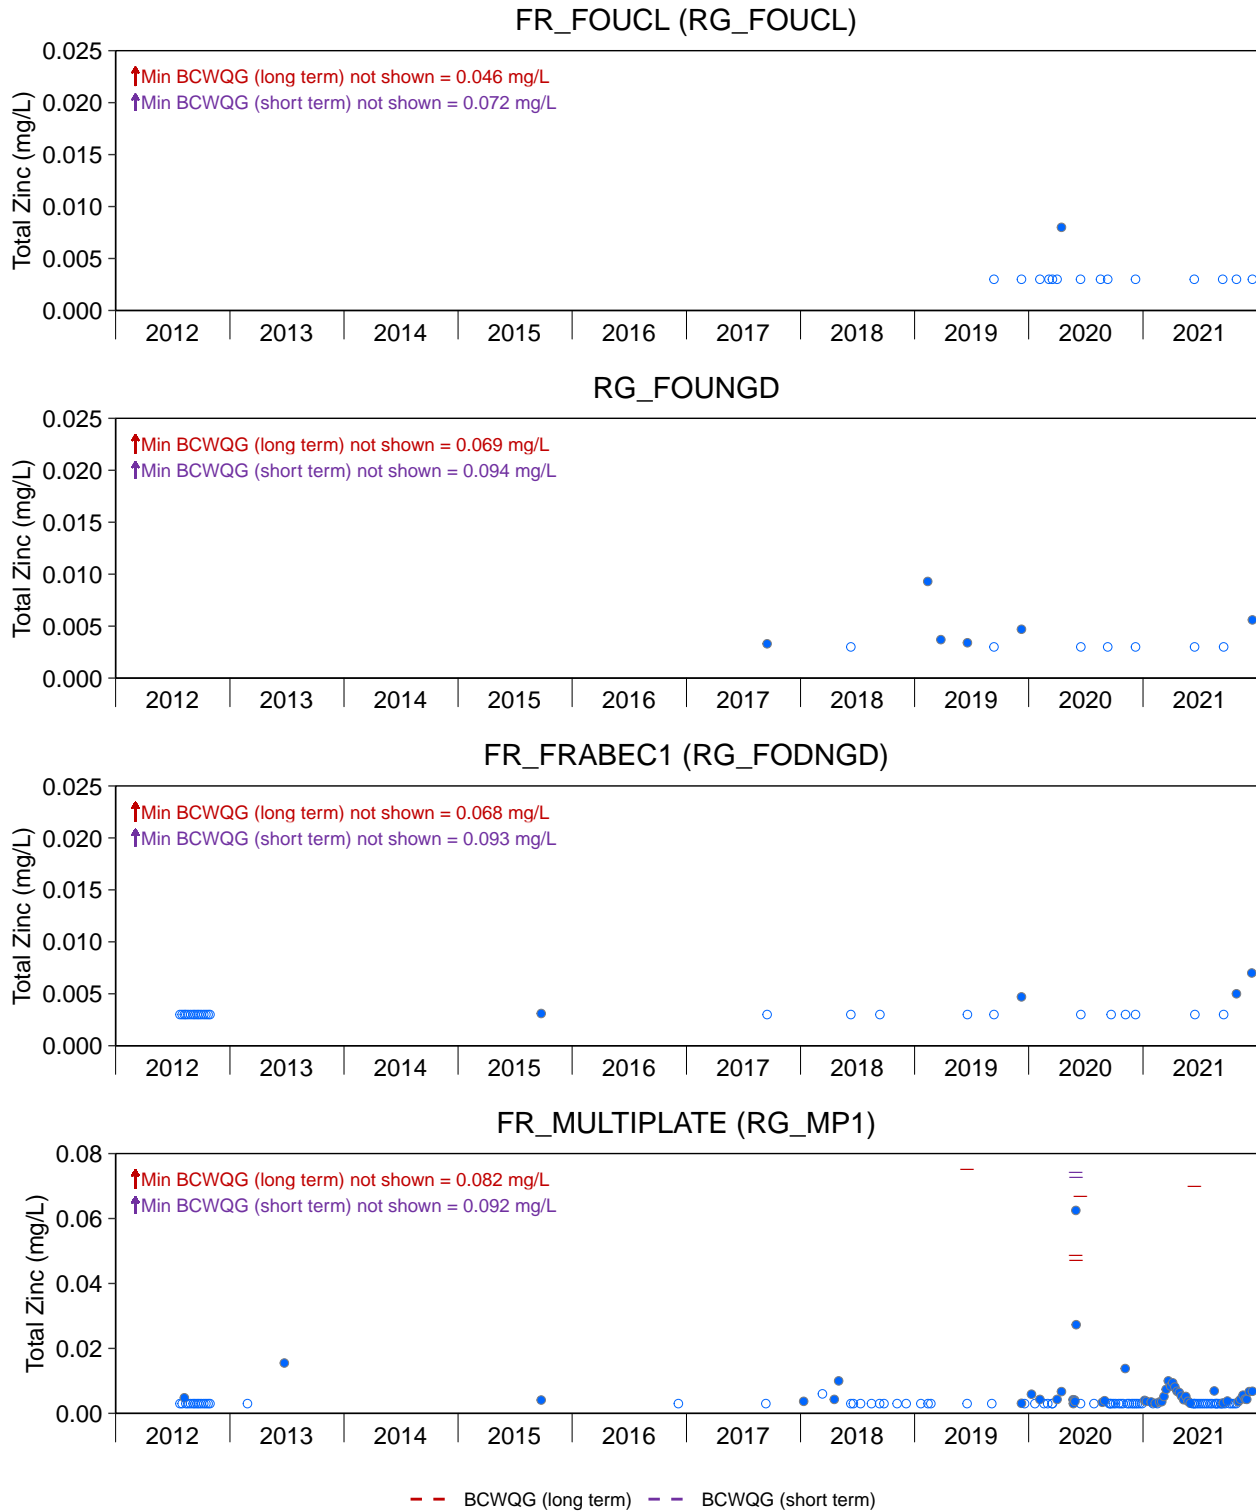 FR_FOUCL (RG_FOUCL)
Total Zinc (mg/L)
0.025
0.020
0.015
0.010
0.005
0.000
Min BCWQG (long term) not shown = 0.046 mg/L
Min BCWQG (short term) not shown = 0.072 mg/L
2012 2013 2014 2015 2016 2017 2018 2019 2020 2021
RG_FOUNGD
Total Zinc (mg/L)
0.025
0.020
0.015
0.010
0.005
0.000
Min BCWQG (long term) not shown = 0.069 mg/L
Min BCWQG (short term) not shown = 0.094 mg/L
2012 2013 2014 2015 2016 2017 2018 2019 2020 2021
FR_FRABEC1 (RG_FODNGD)
Total Zinc (mg/L)
0.025
0.020
0.015
0.010
0.005
0.000
Min BCWQG (long term) not shown = 0.068 mg/L
Min BCWQG (short term) not shown = 0.093 mg/L
2012 2013 2014 2015 2016 2017 2018 2019 2020 2021
FR_MULTIPLATE (RG_MP1)
Total Zinc (mg/L)
0.08
0.06
0.04
0.02
0.00
Min BCWQG (long term) not shown = 0.082 mg/L
Min BCWQG (short term) not shown = 0.092 mg/L
2012 2013 2014 2015 2016 2017 2018 2019 2020 2021
BCWQG (long term) BCWQG (short term)